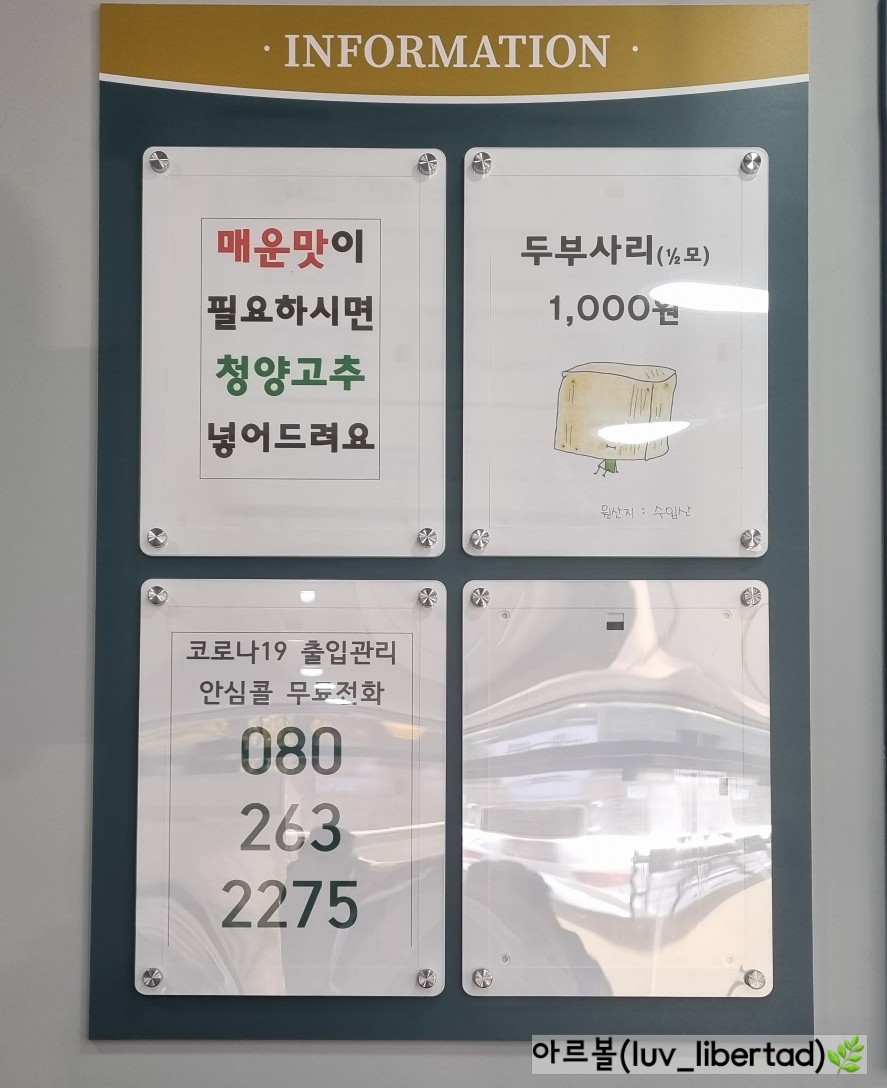 · INFORMATION ·
매운맛이
필요하시면
청양고추
넣어드려요
두부사리(½모)
1,000원
원산지 : 수입산
코로나19 출입관리
안심콜 무료전화
080
263
2275
아르볼(luv_libertad)🌿